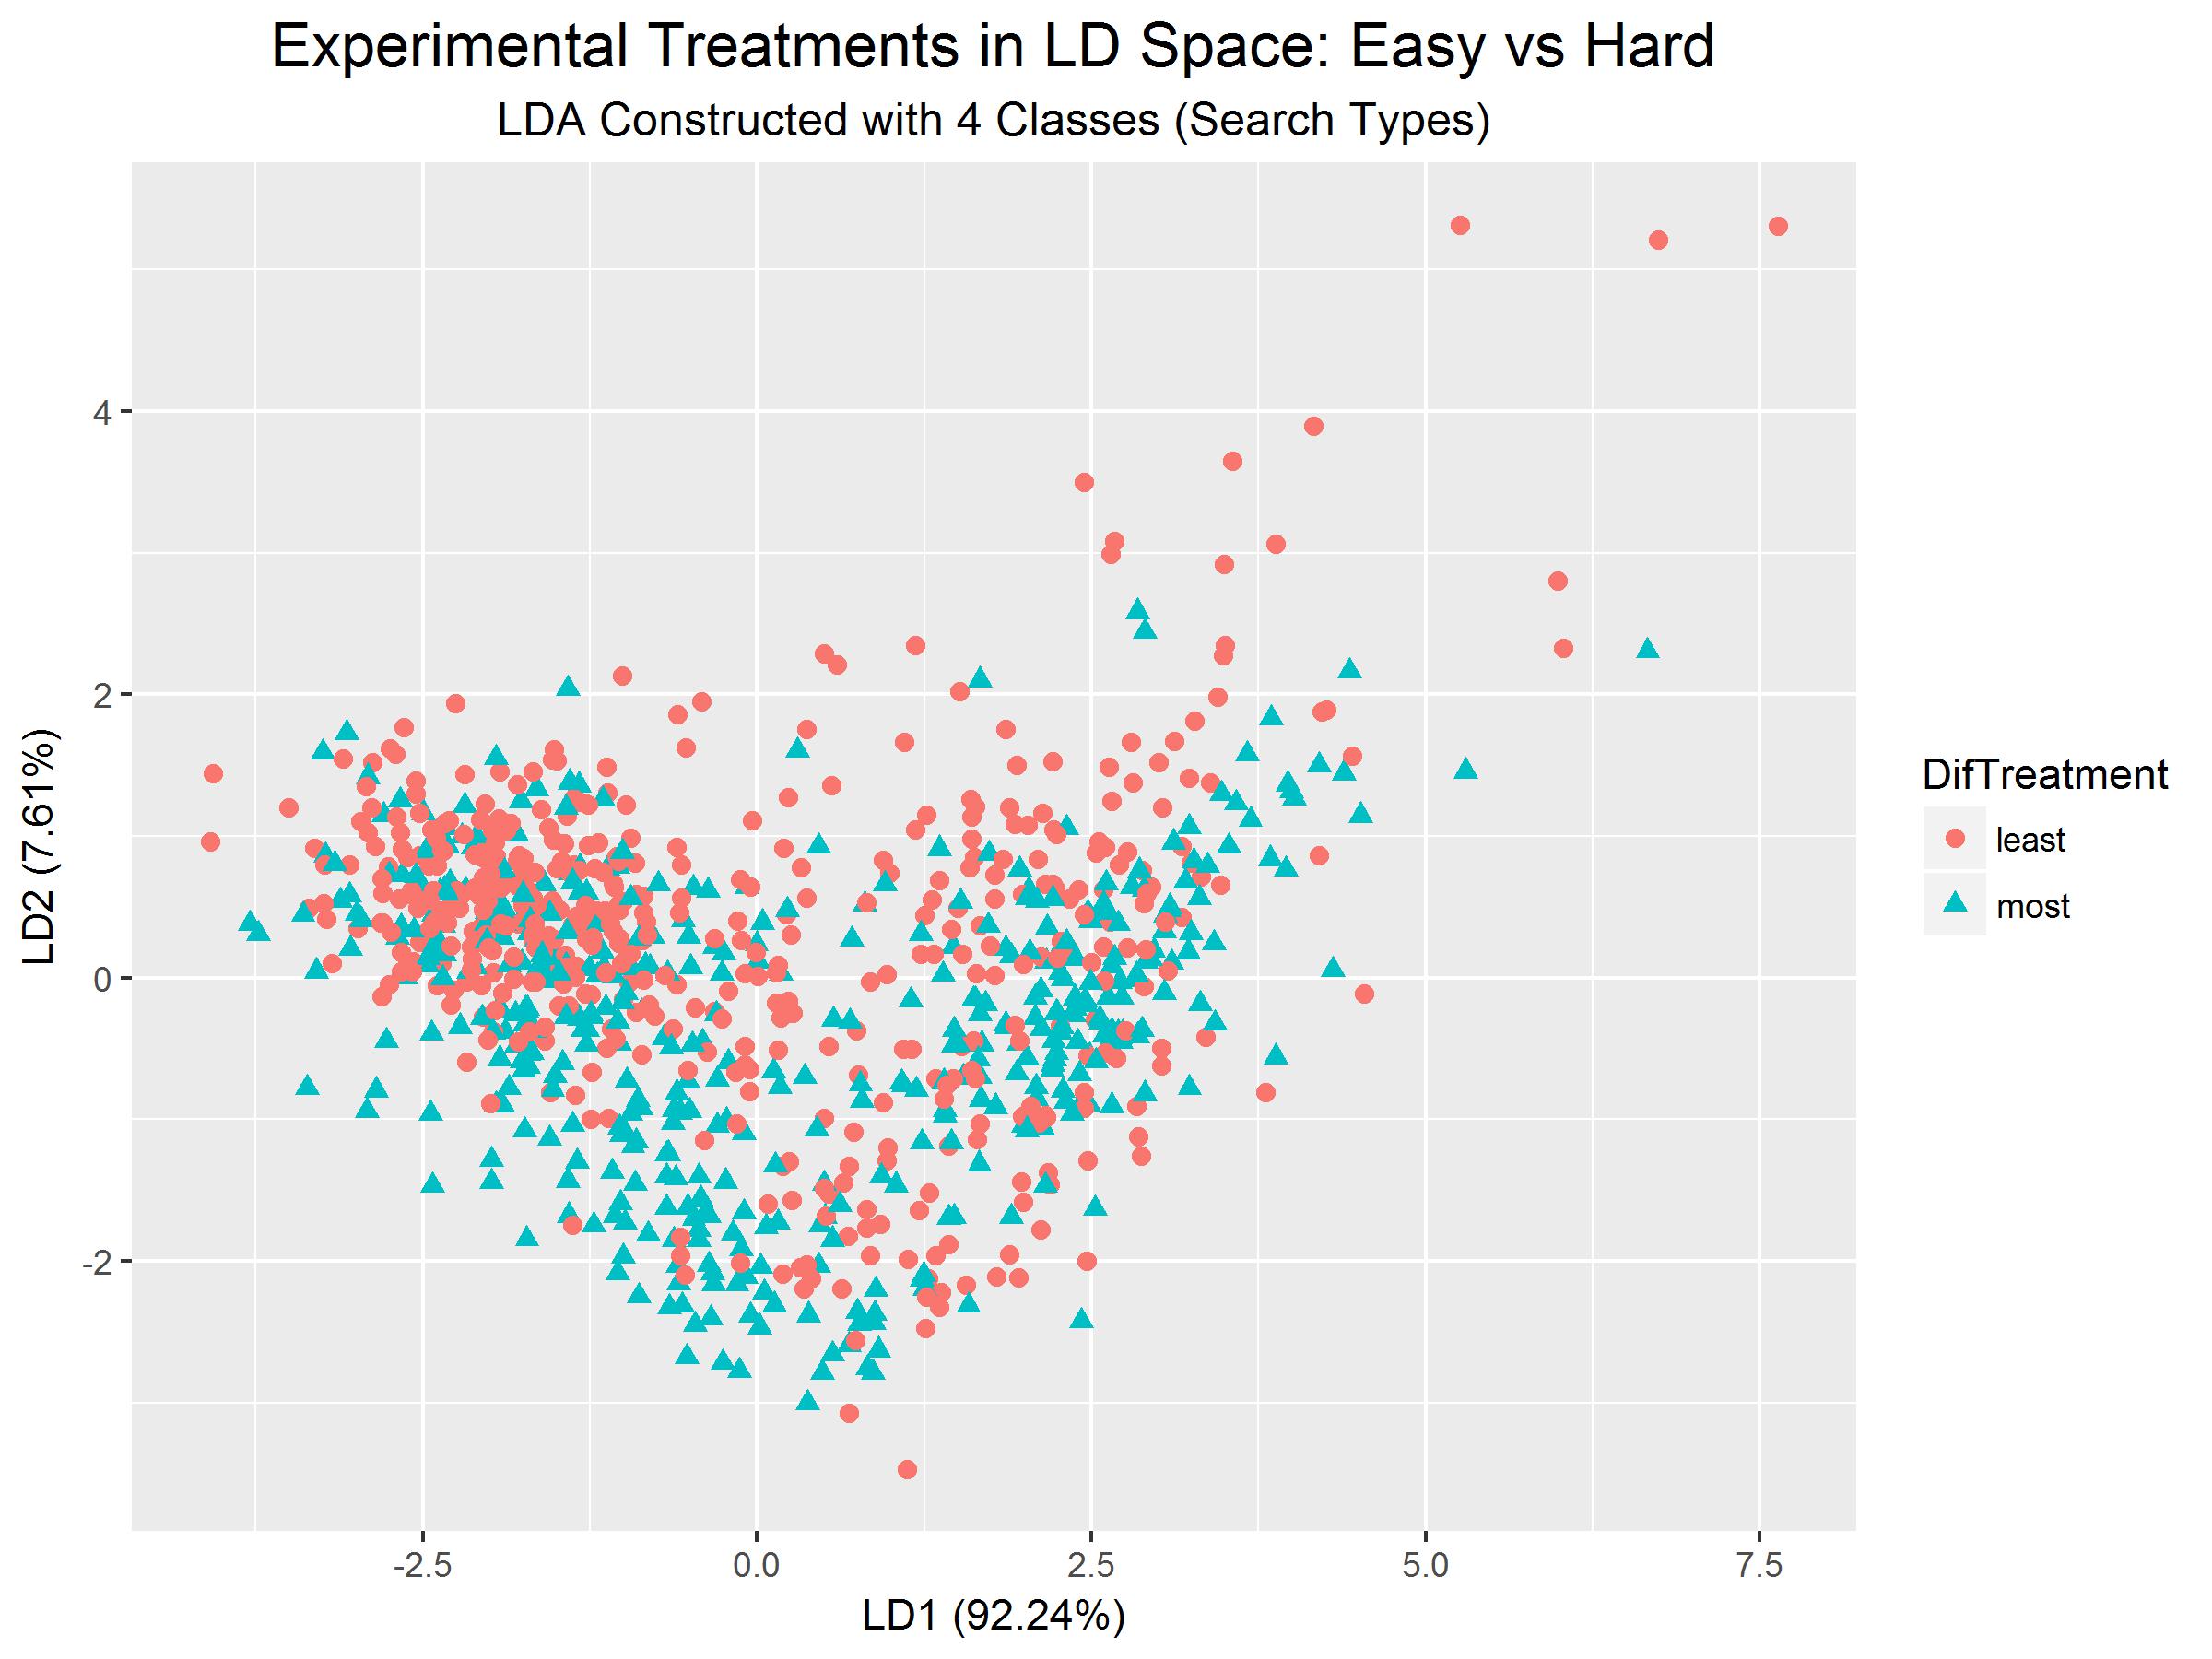 Experimental Treatments in LD Space: Easy vs Hard
LDA Constructed with 4 Classes (Search Types)
LD2 (7.61%)
4
2
0
-2
-2.5
0.0
2.5
5.0
7.5
LD1 (92.24%)
DifTreatment
least
most